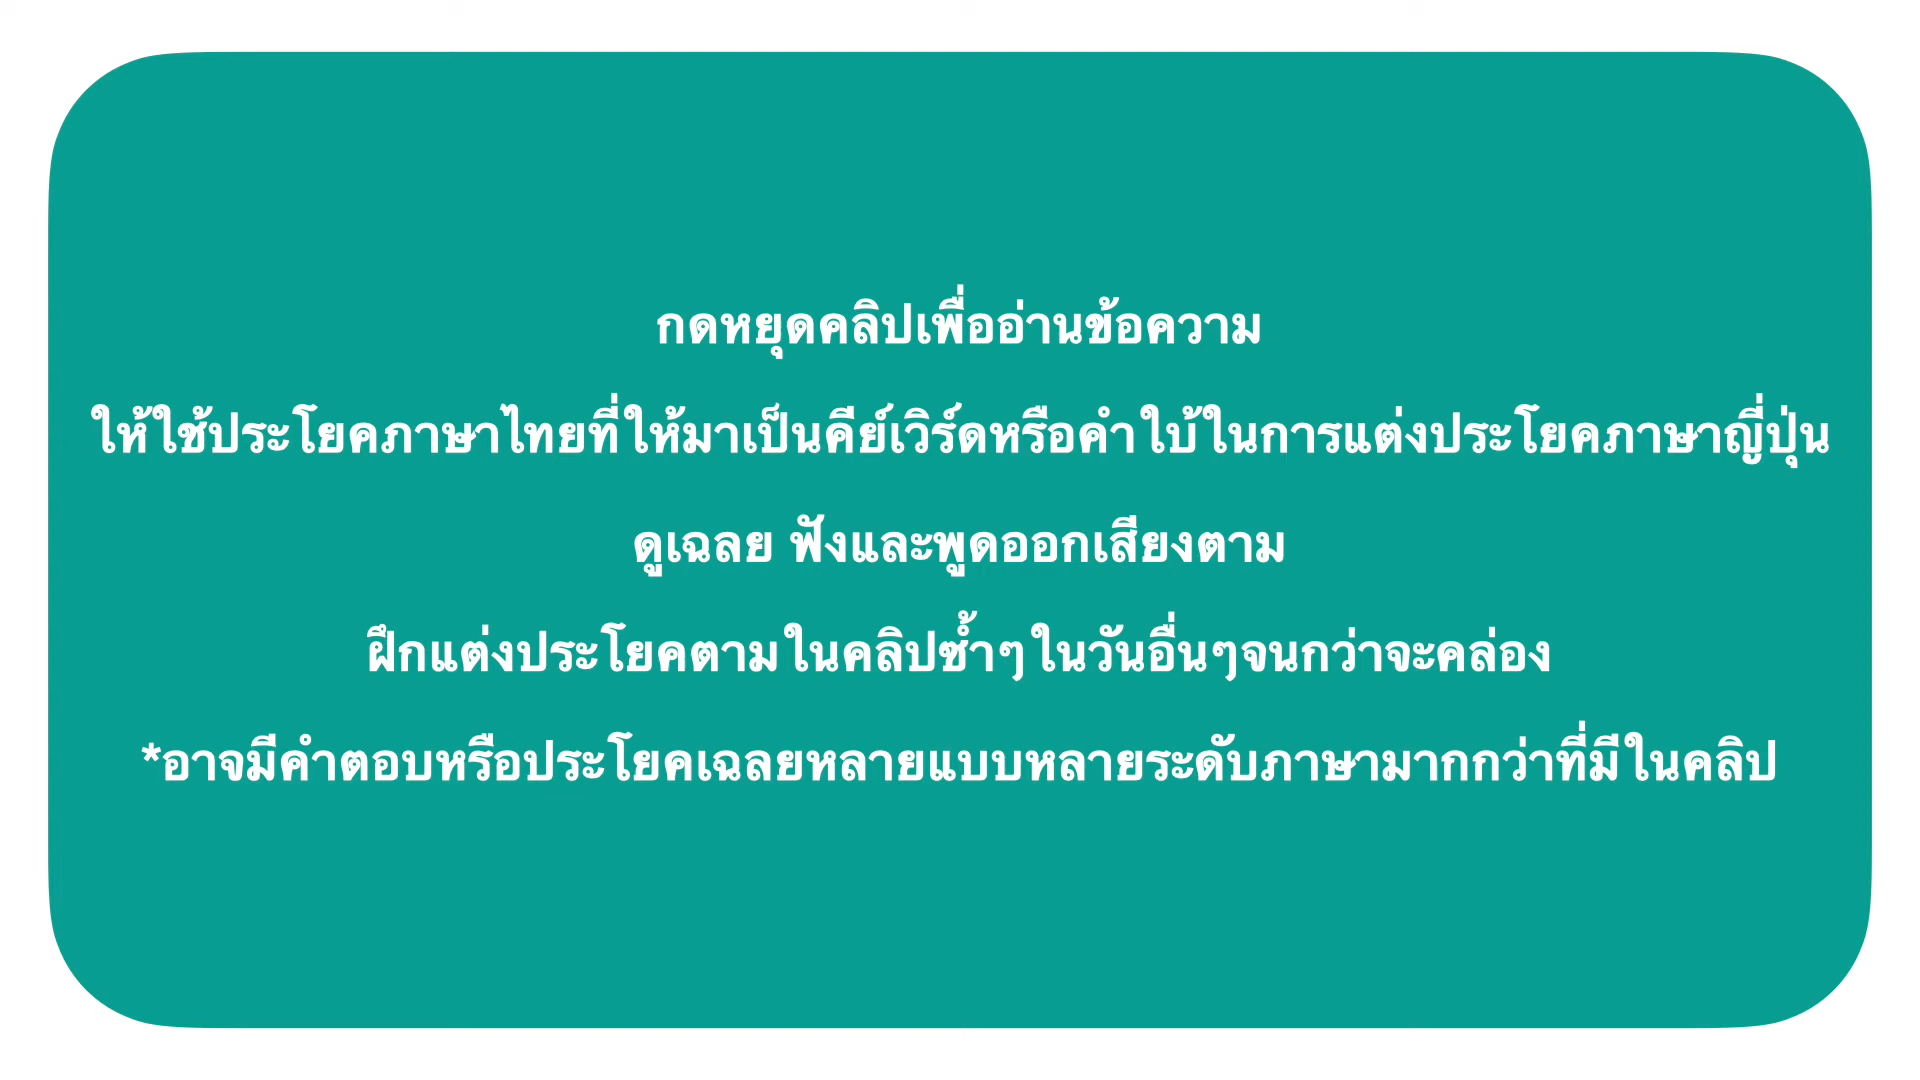 กดหยุดคลิปเพื่ออ่านข้อความ
ให้ใช้ประโยคภาษาไทยที่ให้มาเป็นคีย์เวิร์ดหรือคำใบ้ในการแต่งประโยคภาษาญี่ปุ่น
ดูเฉลย ฟังและพูดออกเสียงตาม
ฝึกแต่งประโยคตามในคลิปซ้ำๆในวันอื่นๆจนกว่าจะคล่อง
*อาจมีคำตอบหรือประโยคเฉลยหลายแบบหลายระดับภาษามากกว่าที่มีในคลิป